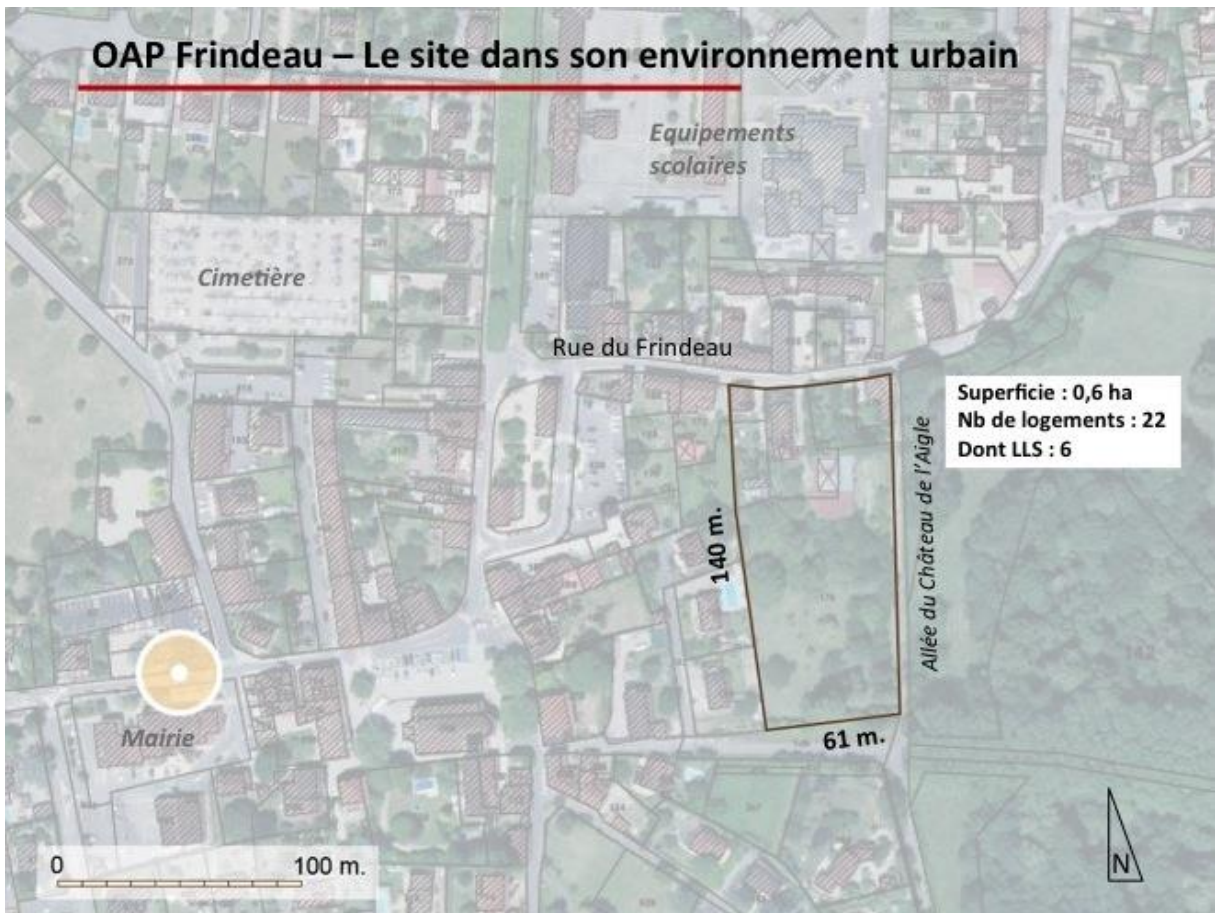 OAP Frindeau – Le site dans son environnement urbain
Equipements
scolaires
Cimetière
Rue du Frindeau
Superficie : 0,6 ha
Nb de logements : 22
Dont LLS : 6
Allée du Château de l'Aigle
140 m.
61 m.
Mairie
0
100 m.
N